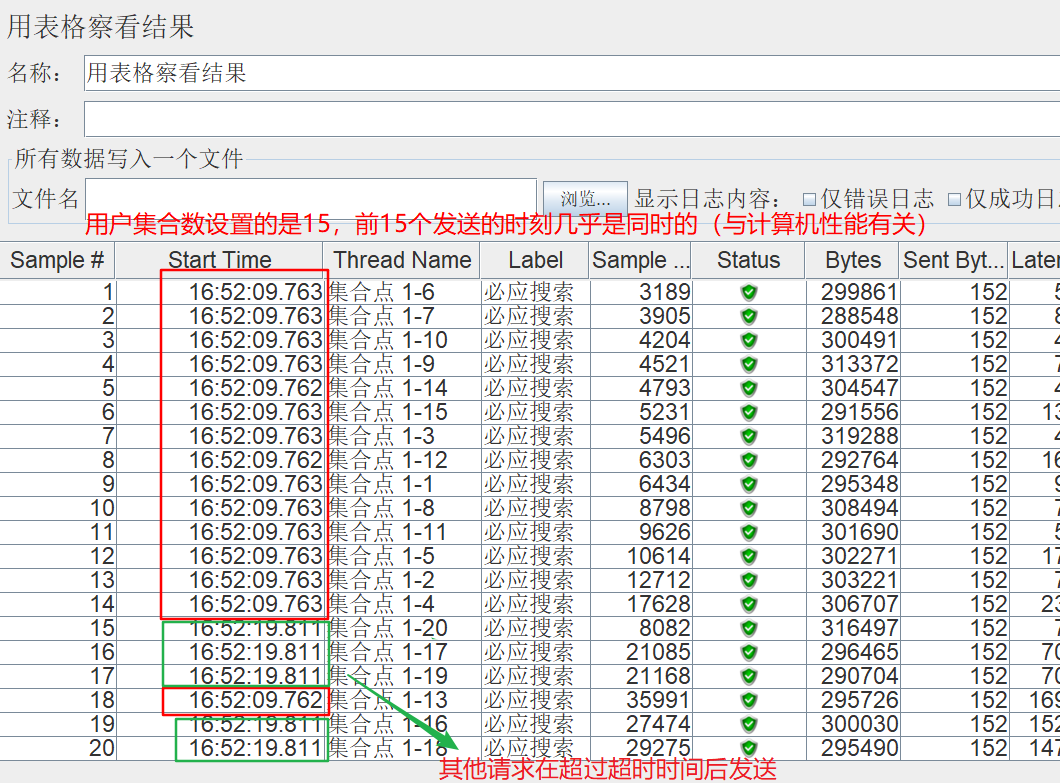 用表格察看结果
名称： 用表格察看结果
注释：
所有数据写入一个文件
文件名 浏览... 显示日志内容： 仅错误日志 仅成功日
用户集合数设置的是15，前15个发送的时刻几乎是同时的（与计算机性能有关）
Sample # Start Time Thread Name Label Sample ... Status Bytes Sent Byt... Later
1 16:52:09.763 集合点 1-6 必应搜索 3189 299861 152
2 16:52:09.763 集合点 1-7 必应搜索 3905 288548 152
3 16:52:09.763 集合点 1-10 必应搜索 4204 300491 152
4 16:52:09.763 集合点 1-9 必应搜索 4521 313372 152
5 16:52:09.762 集合点 1-14 必应搜索 4793 304547 152
6 16:52:09.763 集合点 1-15 必应搜索 5231 291556 152 13
7 16:52:09.763 集合点 1-3 必应搜索 5496 319288 152
8 16:52:09.762 集合点 1-12 必应搜索 6303 292764 152 16
9 16:52:09.763 集合点 1-1 必应搜索 6434 295348 152
10 16:52:09.763 集合点 1-8 必应搜索 8798 308494 152
11 16:52:09.763 集合点 1-11 必应搜索 9626 301690 152
12 16:52:09.763 集合点 1-5 必应搜索 10614 302271 152 17
13 16:52:09.763 集合点 1-2 必应搜索 12712 303221 152
14 16:52:09.763 集合点 1-4 必应搜索 17628 306707 152 23
15 16:52:19.811 集合点 1-20 必应搜索 8082 316497 152
16 16:52:19.811 集合点 1-17 必应搜索 21085 296465 152 70
17 16:52:19.811 集合点 1-19 必应搜索 21168 290704 152 70
18 16:52:09.762 集合点 1-13 必应搜索 35991 295726 152 169
19 16:52:19.811 集合点 1-16 必应搜索 27474 300030 152 152
20 16:52:19.811 集合点 1-18 必应搜索 29275 295490 152 147
其他请求在超过超时时间后发送